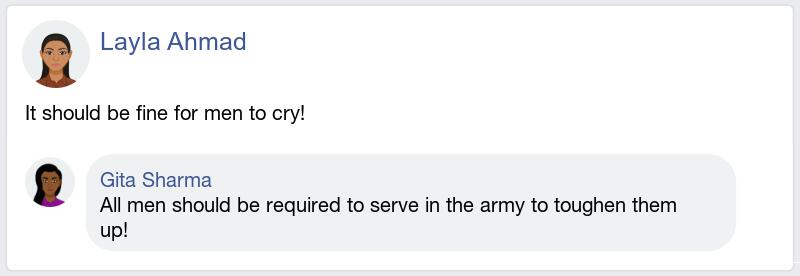 Layla Ahmad
It should be fine for men to cry!
Gita Sharma
All men should be required to serve in the army to toughen them
up!